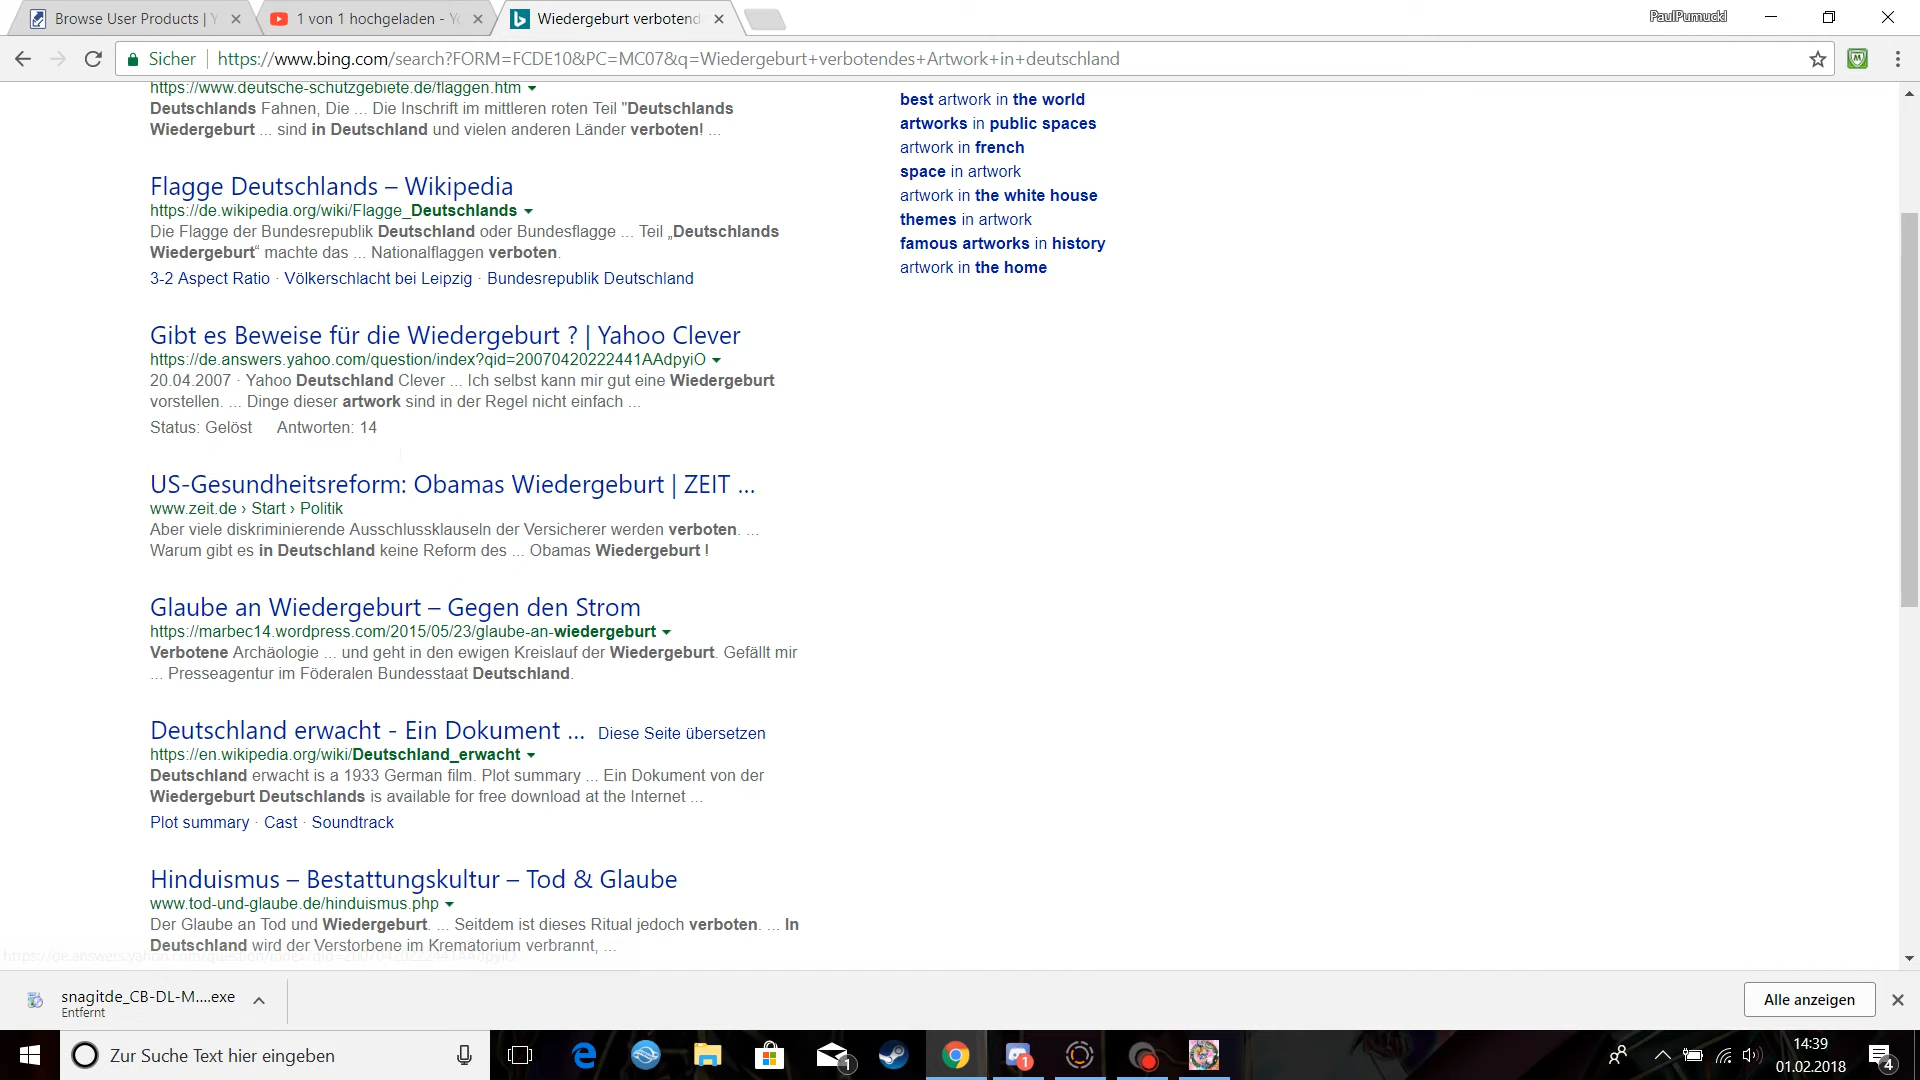 Browse User Products | Y
1 von 1 hochgeladen - Yo
Wiedergeburt verbotend
PaulPumuckl
Sicher
https://www.bing.com/search?FORM=FCDE10&PC=MC07&q=Wiedergeburt+verbotendes+Artwork+in+deutschland
https://www.deutsche-schutzgebiete.de/flaggen.htm
Deutschlands Fahnen, Die ... Die Inschrift im mittleren roten Teil "Deutschlands
Wiedergeburt ... sind in Deutschland und vielen anderen Länder verboten! ...
Flagge Deutschlands – Wikipedia
https://de.wikipedia.org/wiki/Flagge_Deutschlands
Die Flagge der Bundesrepublik Deutschland oder Bundesflagge ... Teil „Deutschlands
Wiedergeburt“ machte das ... Nationalflaggen verboten.
3-2 Aspect Ratio · Völkerschlacht bei Leipzig · Bundesrepublik Deutschland
Gibt es Beweise für die Wiedergeburt ? | Yahoo Clever
https://de.answers.yahoo.com/question/index?qid=20070420222441AAdpyiO
20.04.2007 · Yahoo Deutschland Clever ... Ich selbst kann mir gut eine Wiedergeburt
vorstellen. ... Dinge dieser artwork sind in der Regel nicht einfach ...
Status: Gelöst Antworten: 14
US-Gesundheitsreform: Obamas Wiedergeburt | ZEIT ...
www.zeit.de › Start › Politik
Aber viele diskriminierende Ausschlussklauseln der Versicherer werden verboten. ...
Warum gibt es in Deutschland keine Reform des ... Obamas Wiedergeburt !
Glaube an Wiedergeburt – Gegen den Strom
https://marbec14.wordpress.com/2015/05/23/glaube-an-wiedergeburt
Verbotene Archäologie ... und geht in den ewigen Kreislauf der Wiedergeburt. Gefällt mir
... Presseagentur im Föderalen Bundesstaat Deutschland.
Deutschland erwacht - Ein Dokument ... Diese Seite übersetzen
https://en.wikipedia.org/wiki/Deutschland_erwacht
Deutschland erwacht is a 1933 German film. Plot summary ... Ein Dokument von der
Wiedergeburt Deutschlands is available for free download at the Internet ...
Plot summary · Cast · Soundtrack
Hinduismus – Bestattungskultur – Tod & Glaube
www.tod-und-glaube.de/hinduismus.php
Der Glaube an Tod und Wiedergeburt. ... Seitdem ist dieses Ritual jedoch verboten. ... In
Deutschland wird der Verstorbene im Krematorium verbrannt, ...
https://de.answers.yahoo.com/question/index?qid=20070420222441AAdpyiO
best artwork in the world
artworks in public spaces
artwork in french
space in artwork
artwork in the white house
themes in artwork
famous artworks in history
artwork in the home
snagitde_CB-DL-M....exe
Entfernt
Alle anzeigen
Zur Suche Text hier eingeben
1
1
14:39
01.02.2018
4